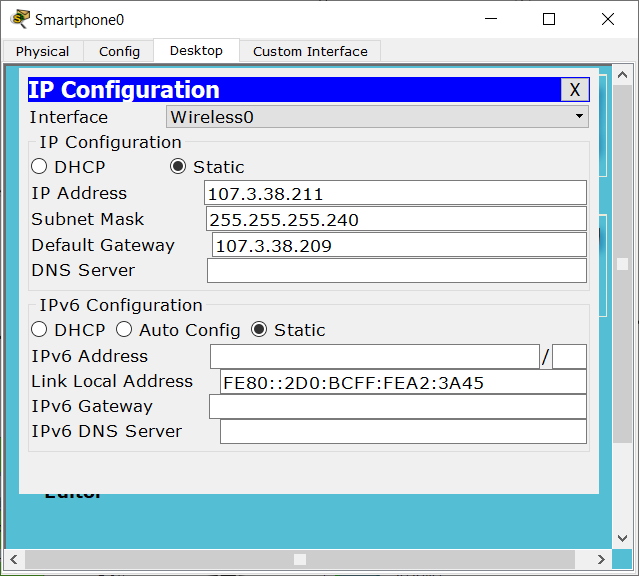 Smartphone0
Physical Config Desktop Custom Interface
IP Configuration X
Interface Wireless0
IP Configuration
DHCP Static
IP Address 107.3.38.211
Subnet Mask 255.255.255.240
Default Gateway 107.3.38.209
DNS Server
IPv6 Configuration
DHCP Auto Config Static
IPv6 Address /
Link Local Address FE80::2D0:BCFF:FEA2:3A45
IPv6 Gateway
IPv6 DNS Server
Editor